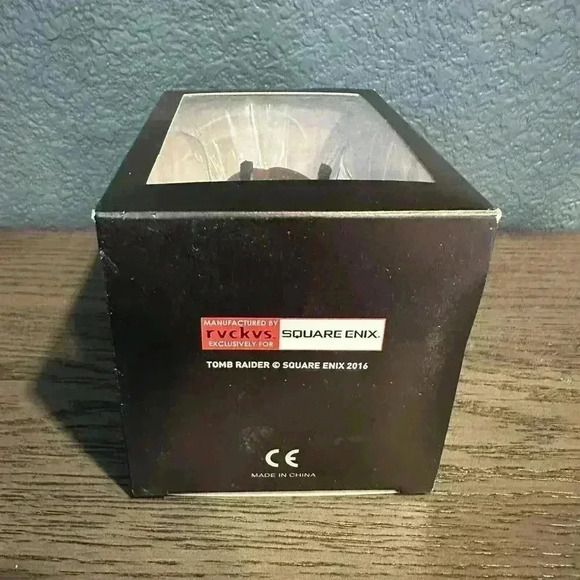 MANUFACTURED BY
rvckvs.
EXCLUSIVELY FOR
SQUARE ENIX.
TOMB RAIDER © SQUARE ENIX 2016
CE
MADE IN CHINA